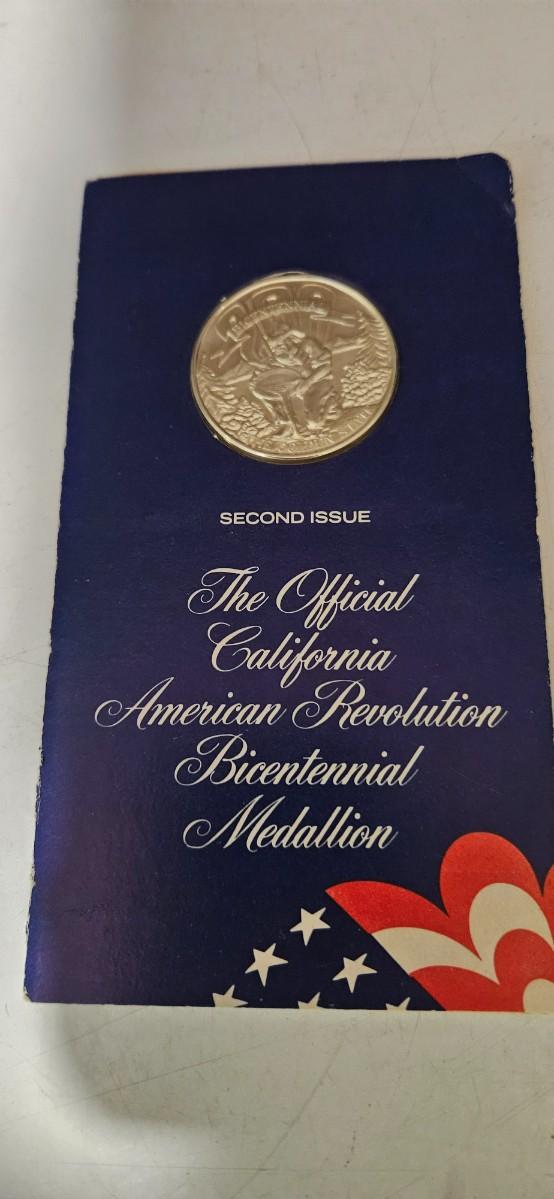 BICENTENNIAL
SECOND ISSUE
The Official
California
American Revolution
Bicentennial
Medallion